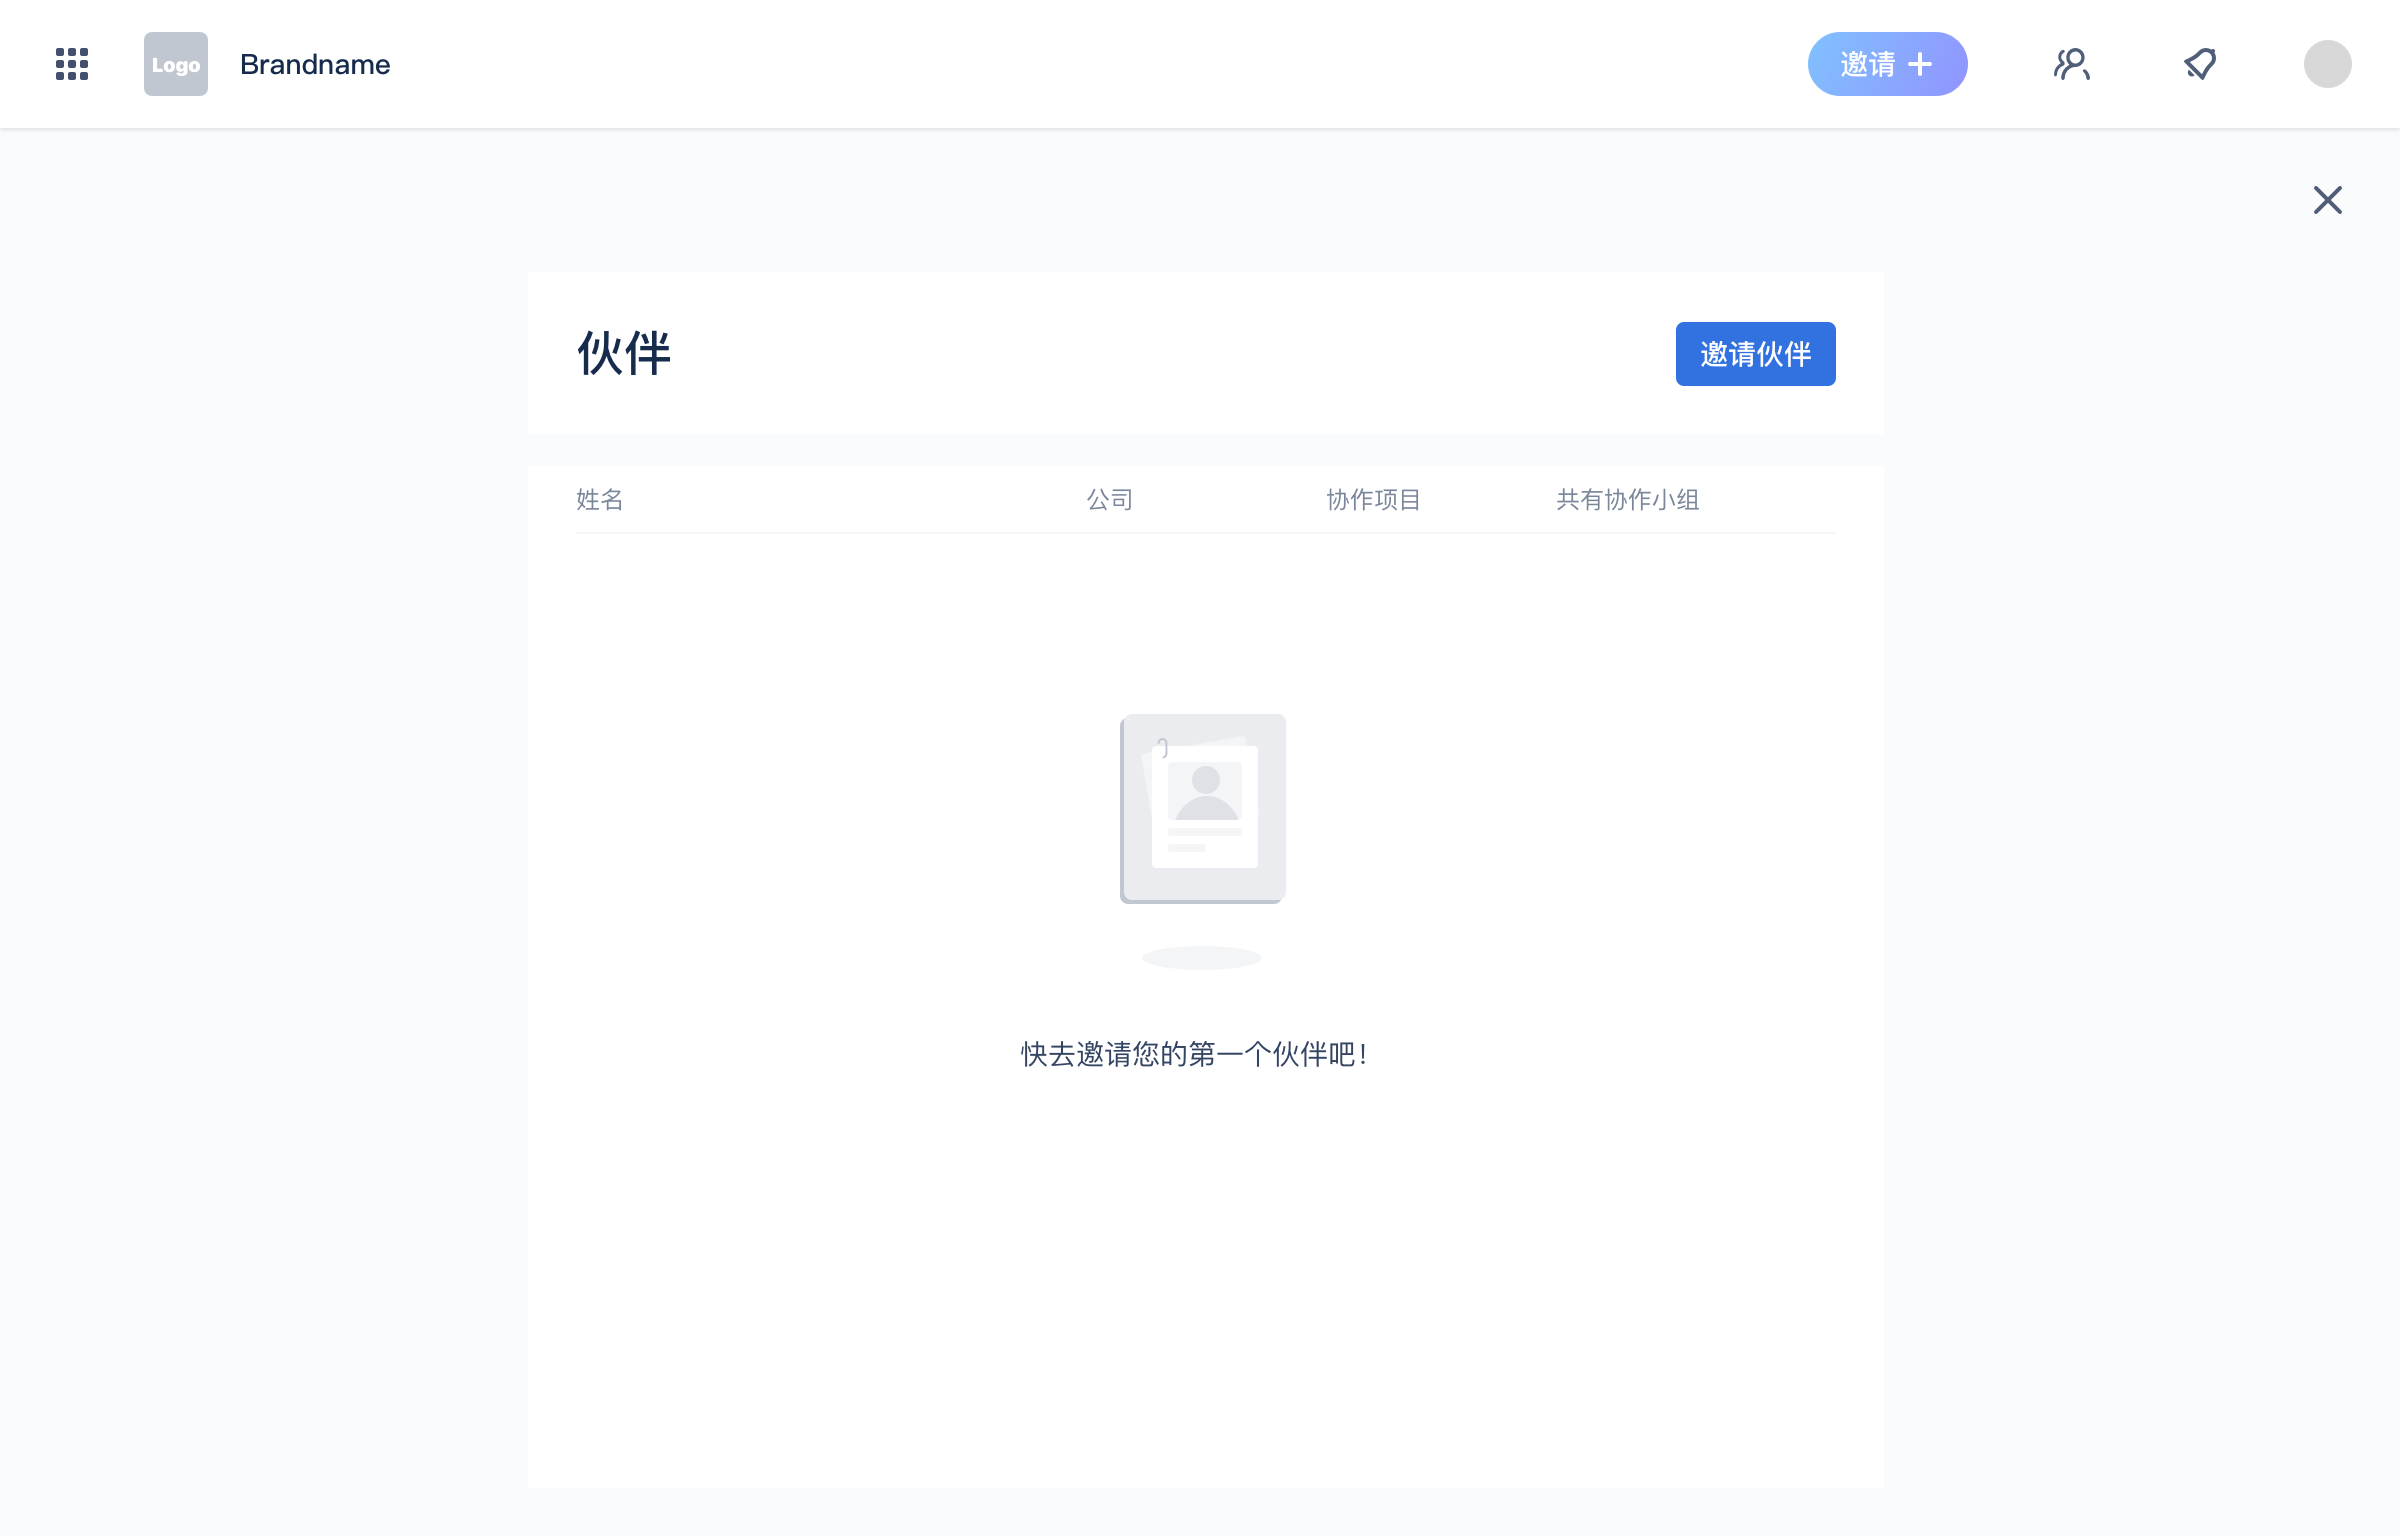 Logo
Brandname
邀请
伙伴
邀请伙伴
姓名 公司 协作项目 共有协作小组
快去邀请您的第一个伙伴吧！